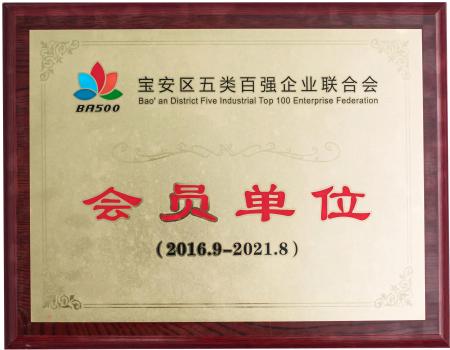 宝安区五类百强企业联合会
Bao' an District Five Industrial Top 100 Enterprise Federation
BA500
会员单位
(2016.9-2021.8)